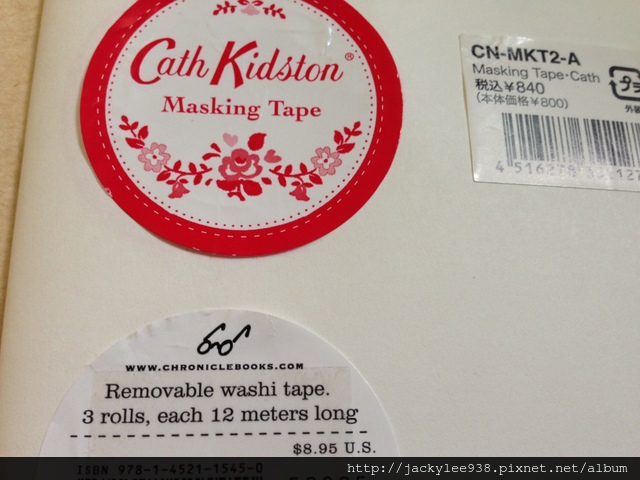 Cath Kidston®
Masking Tape
CN-MKT2-A
Masking Tape・Cath
税込￥840
(本体価格￥800)
WWW.CHRONICLEBOOKS.COM
Removable washi tape.
3 rolls, each 12 meters long
$8.95 U.S.
ISBN 978-1-4521-1545-0
http://jackylee938.pixnet.net/album